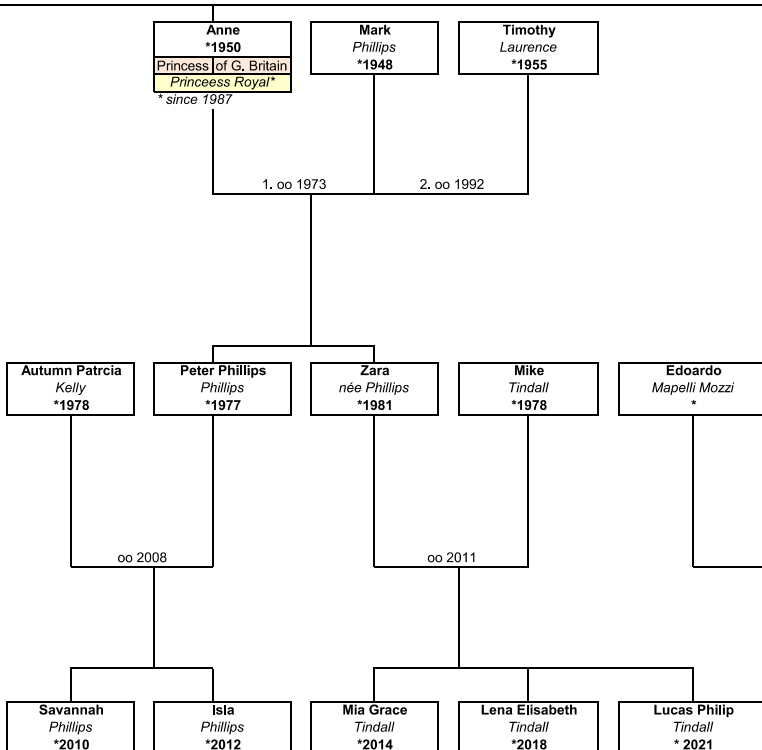 Anne
*1950
Princess of G. Britain
Princeess Royal*
* since 1987
Mark
Phillips
*1948
Timothy
Laurence
*1955
1. oo 1973
2. oo 1992
Autumn Patrcia
Kelly
*1978
Peter Phillips
Phillips
*1977
Zara
née Phillips
*1981
Mike
Tindall
*1978
Edoardo
Mapelli Mozzi
*
oo 2008
oo 2011
Savannah
Phillips
*2010
Isla
Phillips
*2012
Mia Grace
Tindall
*2014
Lena Elisabeth
Tindall
*2018
Lucas Philip
Tindall
* 2021